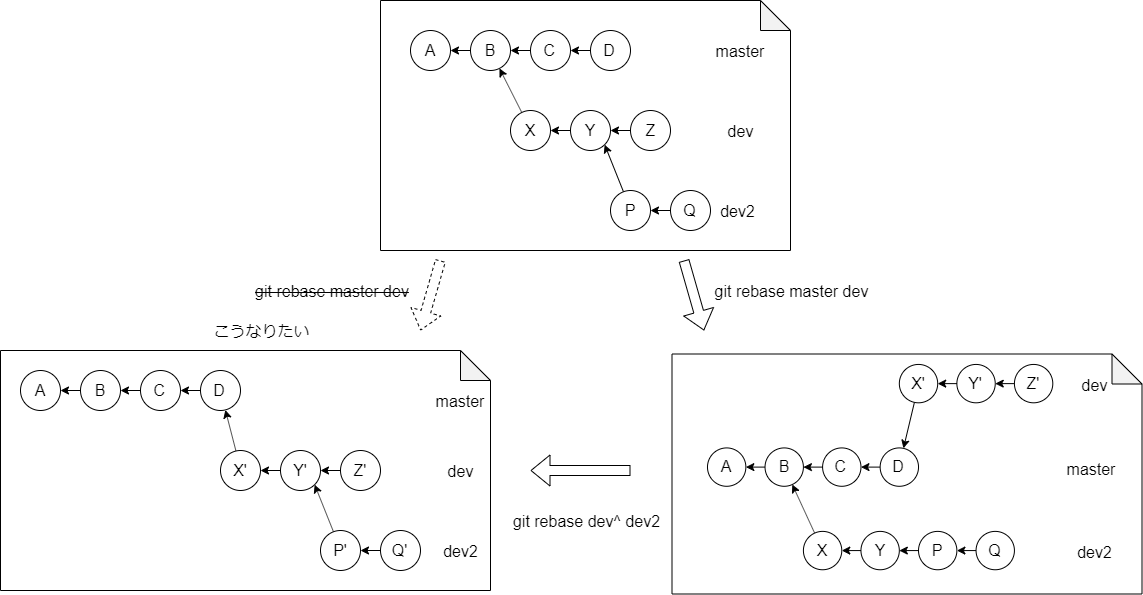 A B C D master
X Y Z dev
P Q dev2
git rebase master dev
git rebase master dev
こうなりたい
A B C D master
X' Y' Z' dev
P' Q' dev2
git rebase dev^ dev2
X' Y' Z' dev
A B C D master
X Y P Q dev2